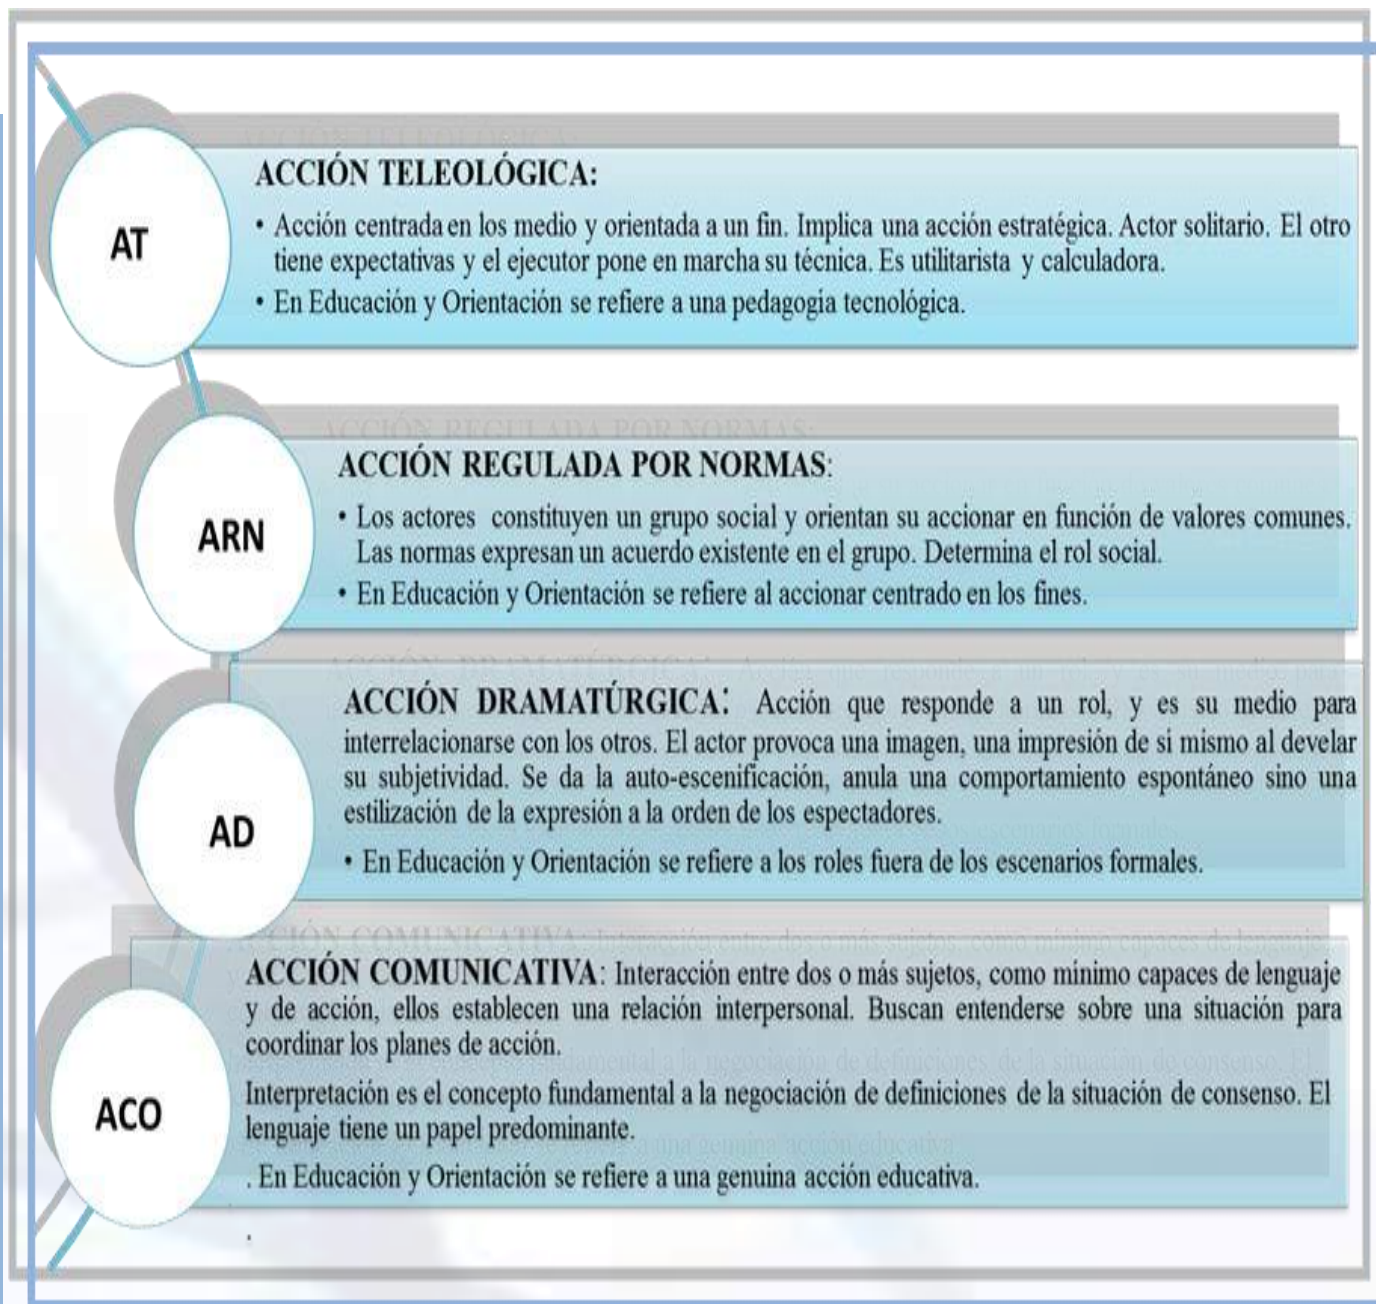 AT
ACCIÓN TELEOLÓGICA:
• Acción centrada en los medio y orientada a un fin. Implica una acción estratégica. Actor solitario. El otro
tiene expectativas y el ejecutor pone en marcha su técnica. Es utilitarista y calculadora.
• En Educación y Orientación se refiere a una pedagogia tecnológica.
ARN
ACCIÓN REGULADA POR NORMAS:
• Los actores constituyen un grupo social y orientan su accionar en función de valores comunes.
Las normas expresan un acuerdo existente en el grupo. Determina el rol social.
• En Educación y Orientación se refiere al accionar centrado en los fines.
AD
ACCIÓN DRAMATÚRGICA: Acción que responde a un rol, y es su medio para
interrelacionarse con los otros. El actor provoca una imagen, una impresión de si mismo al develar
su subjetividad. Se da la auto-escenificación, anula una comportamiento espontáneo sino una
estilización de la expresión a la orden de los espectadores.
• En Educación y Orientación se refiere a los roles fuera de los escenarios formales.
ACO
ACCIÓN COMUNICATIVA: Interacción entre dos o más sujetos, como minimo capaces de lenguaje
y de acción, ellos establecen una relación interpersonal. Buscan entenderse sobre una situación para
coordinar los planes de acción.
Interpretación es el concepto fundamental a la negociación de definiciones de la situación de consenso. El
lenguaje tiene un papel predominante.
. En Educación y Orientación se refiere a una genuina acción educativa.
.